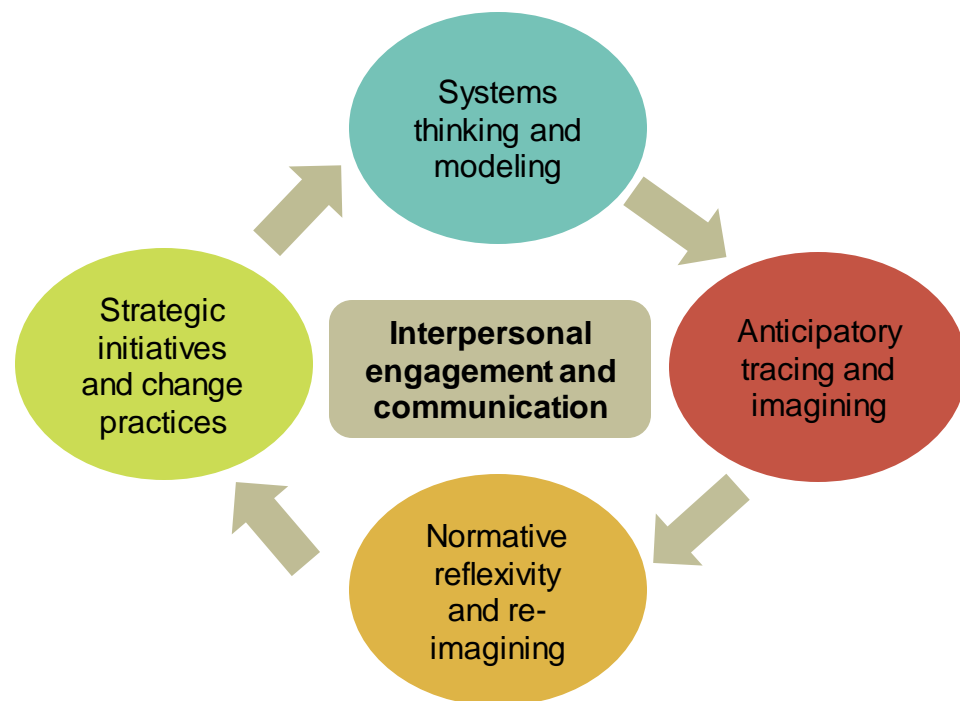 Systems
thinking and
modeling
Anticipatory
tracing and
imagining
Normative
reflexivity
and re-
imagining
Strategic
initiatives
and change
practices
Interpersonal
engagement and
communication